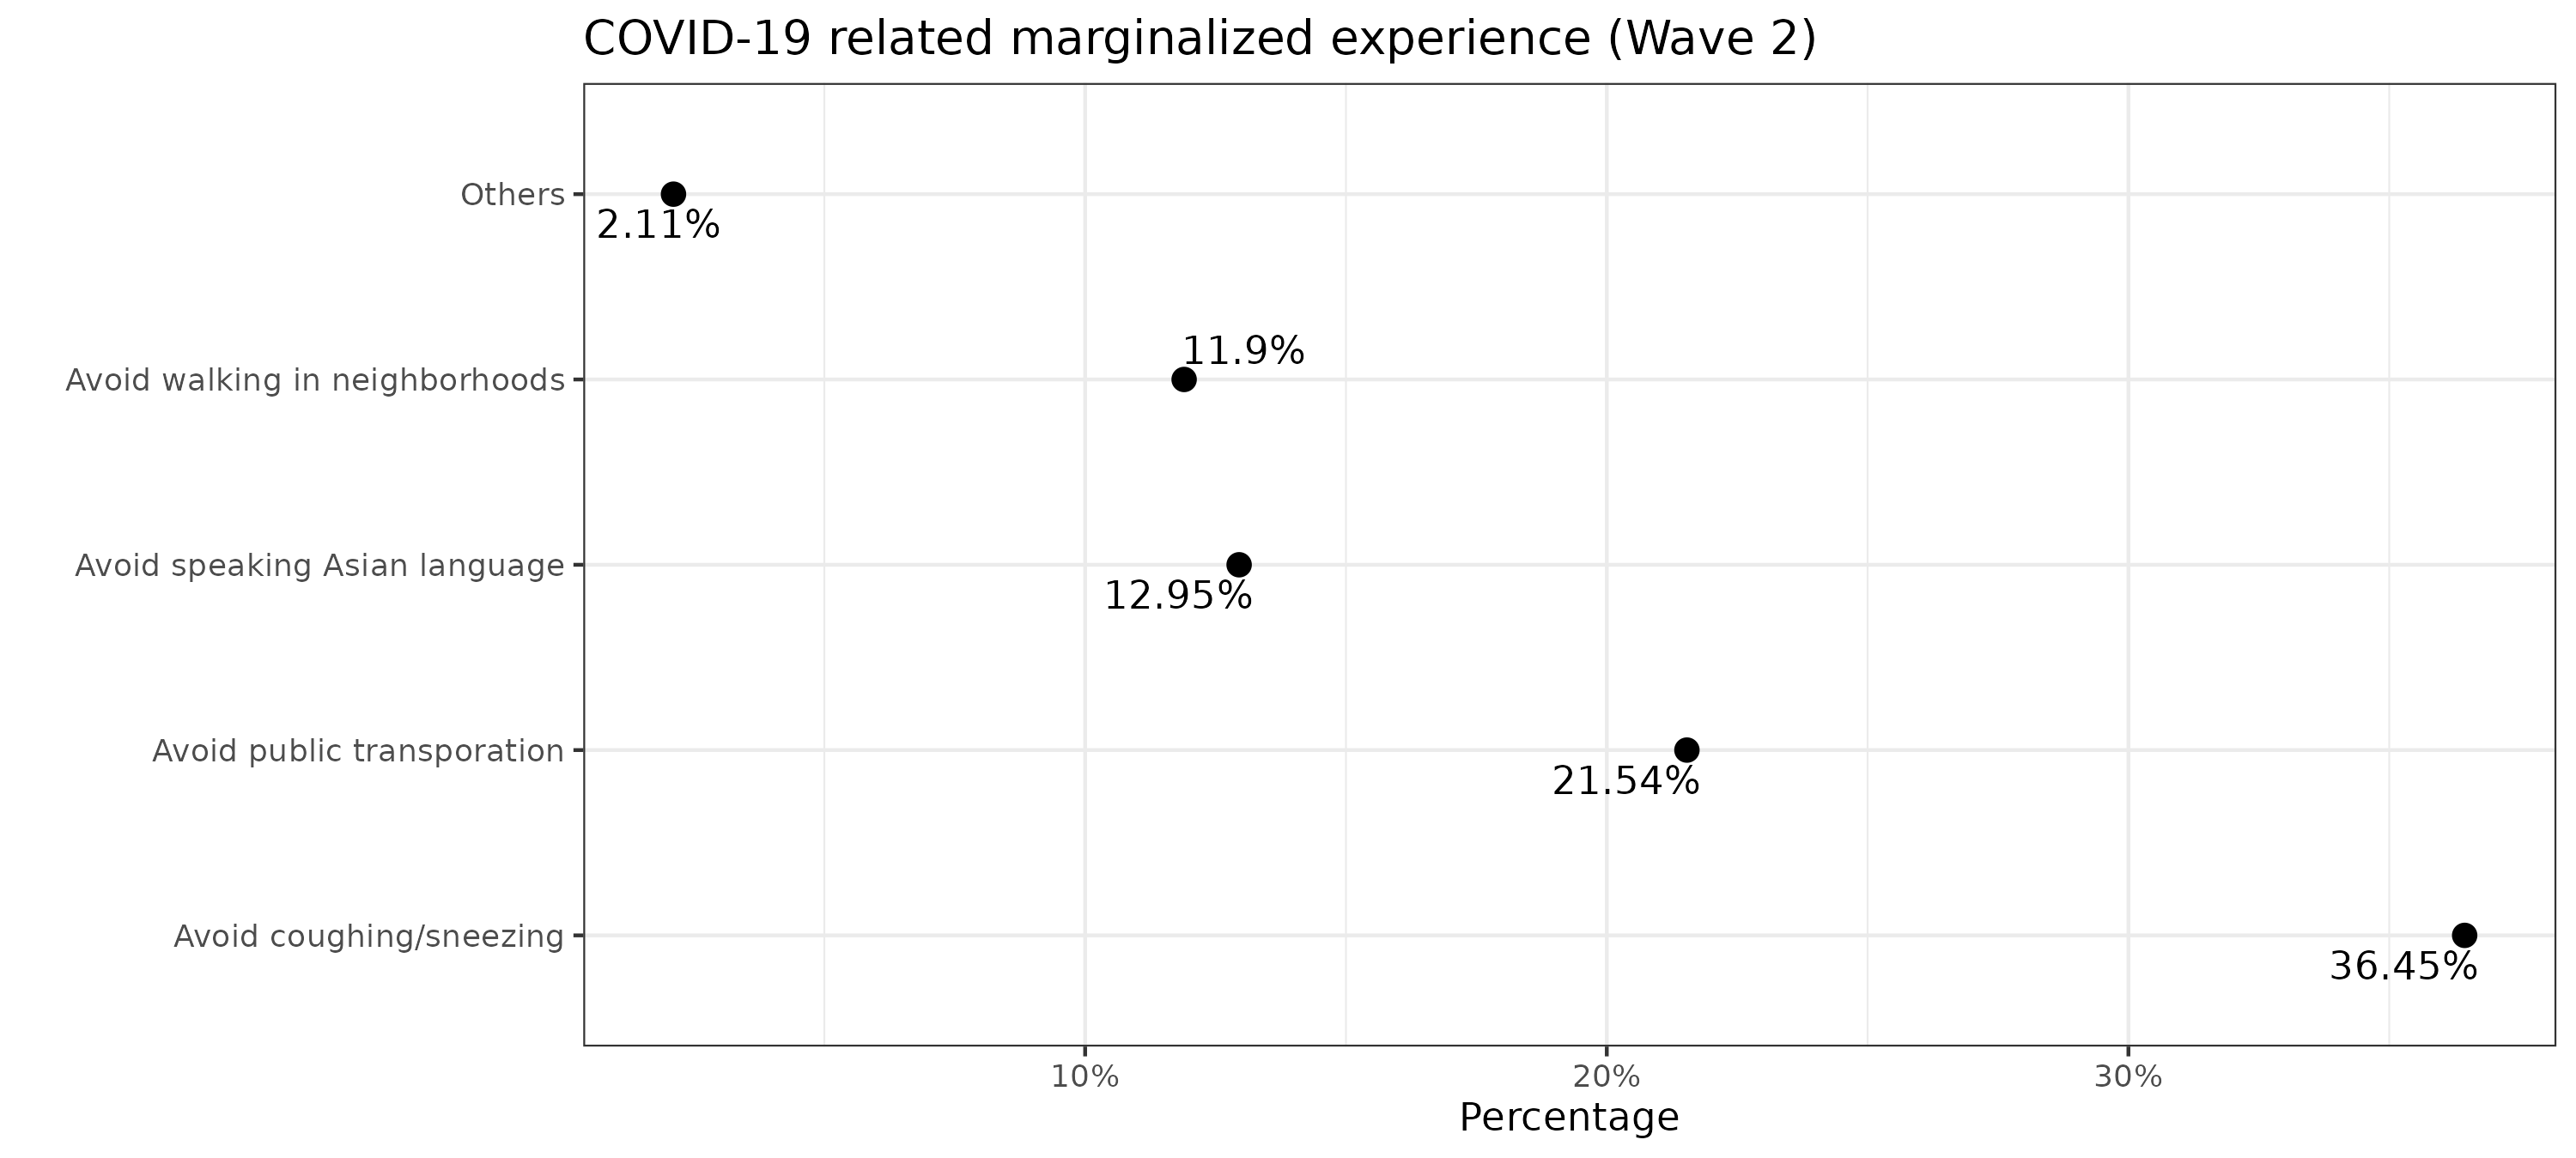 COVID-19 related marginalized experience (Wave 2)
Others
2.11%
11.9%
Avoid walking in neighborhoods
Avoid speaking Asian language
12.95%
Avoid public transporation
21.54%
Avoid coughing/sneezing
36.45%
10% 20% 30%
Percentage